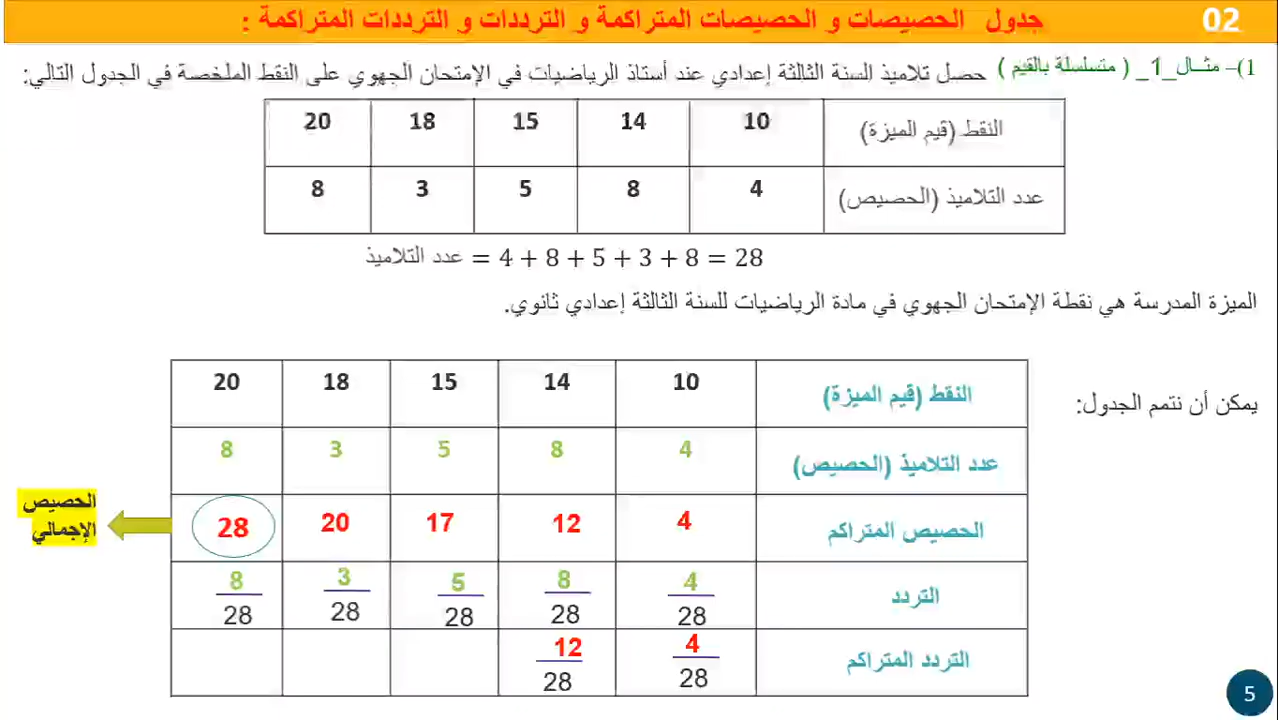 02 جدول الحصيصات و الحصيصات المتراكمة و الترددات و الترددات المتراكمة :
1)- مثال_1_ ( متسلسلة بالقيم ) حصل تلاميذ السنة الثالثة إعدادي عند أستاذ الرياضيات في الإمتحان الجهوي على النقط الملخصة في الجدول التالي:
النقط (قيم الميزة) 10 14 15 18 20
عدد التلاميذ (الحصيص) 4 8 5 3 8
عدد التلاميذ = 4 + 8 + 5 + 3 + 8 = 28
الميزة المدرسة هي نقطة الإمتحان الجهوي في مادة الرياضيات للسنة الثالثة إعدادي ثانوي.
يمكن أن نتمم الجدول:
النقط (قيم الميزة) 10 14 15 18 20
عدد التلاميذ (الحصيص) 4 8 5 3 8
الحصيص المتراكم 4 12 17 20 28
الحصيص
الإجمالي
التردد 4/28 8/28 5/28 3/28 8/28
التردد المتراكم 4/28 12/28
5